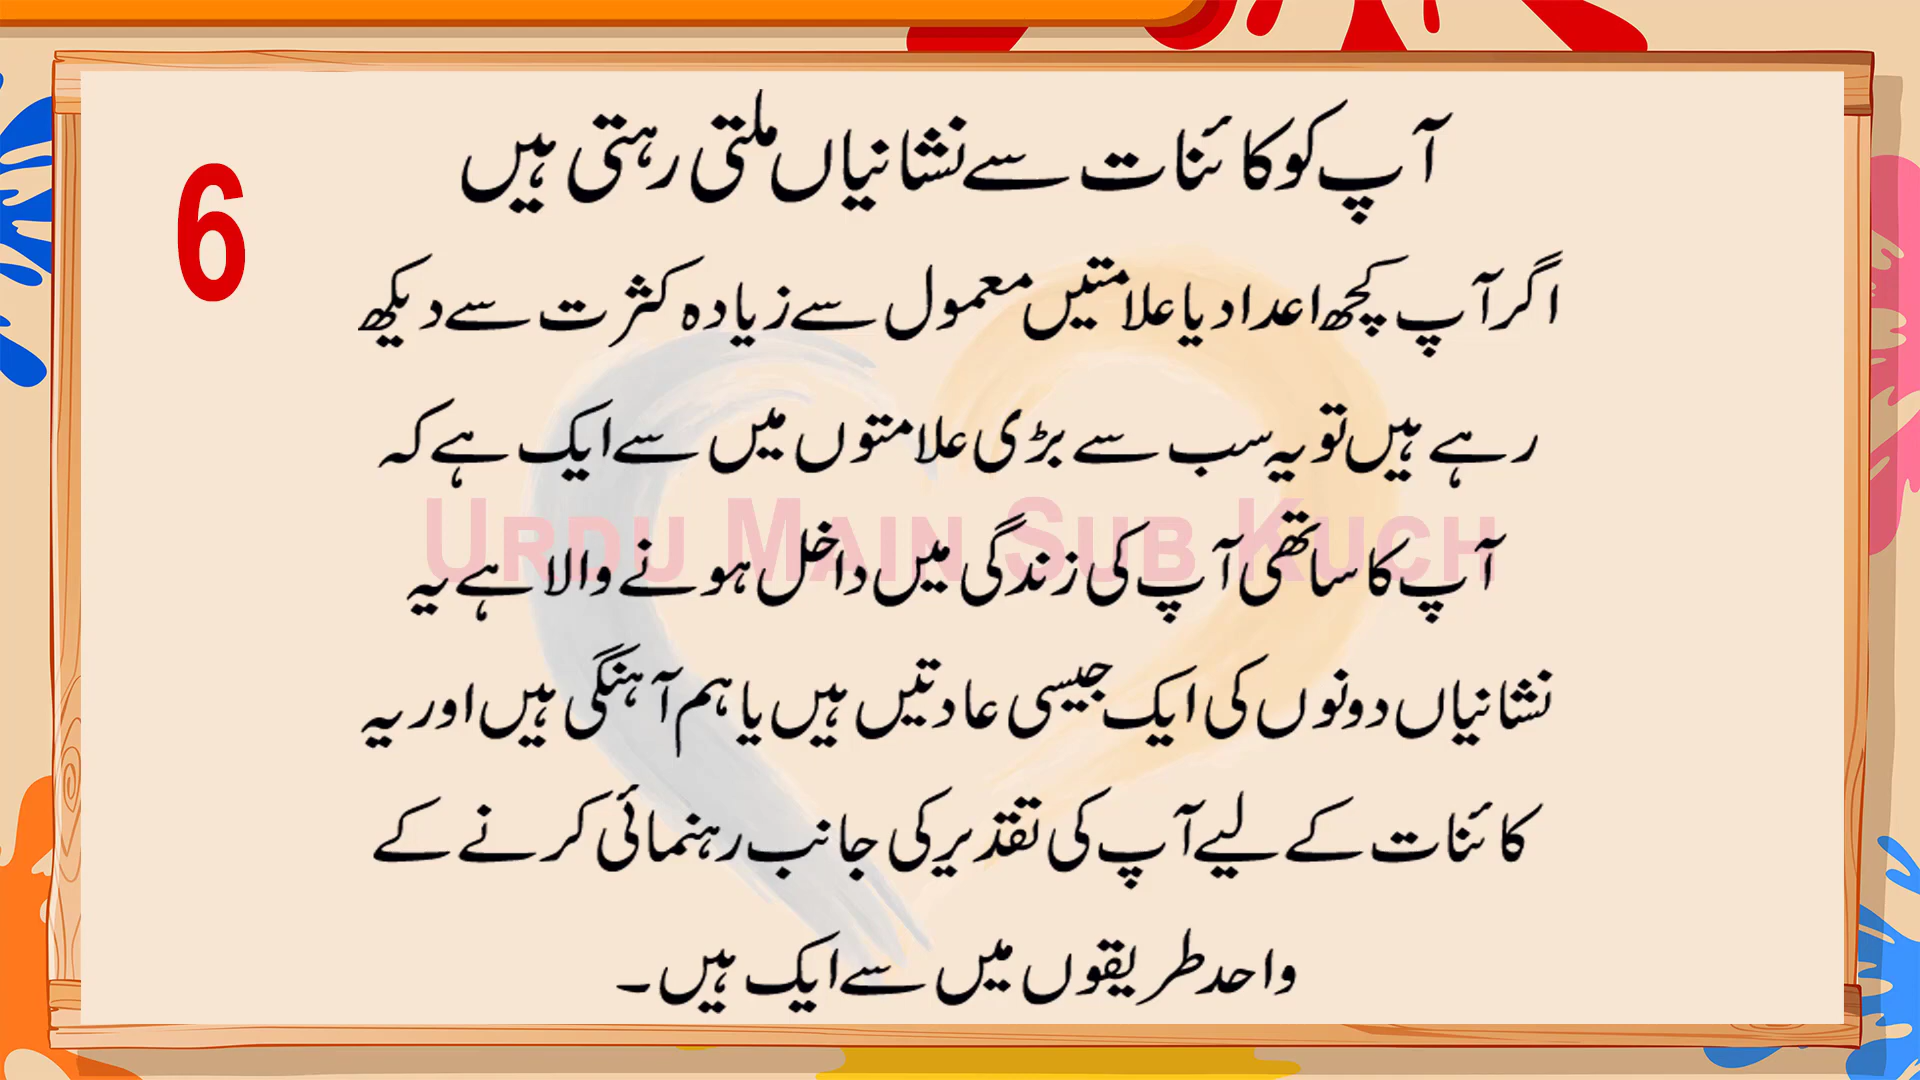 6
آپ کو کائنات سے نشانیاں ملتی رہتی ہیں
اگر آپ کچھ اعداد یا علامتیں معمول سے زیادہ کثرت سے دیکھ
رہے ہیں تو یہ سب سے بڑی علامتوں میں سے ایک ہے کہ
Urdu Main Sub Kuch
آپ کا ساتھی آپ کی زندگی میں داخل ہونے والا ہے یہ
نشانیاں دونوں کی ایک جیسی عادتیں ہیں یا ہم آہنگی ہیں اور یہ
کائنات کے لیے آپ کی تقدیر کی جانب رہنمائی کرنے کے
واحد طریقوں میں سے ایک ہیں۔